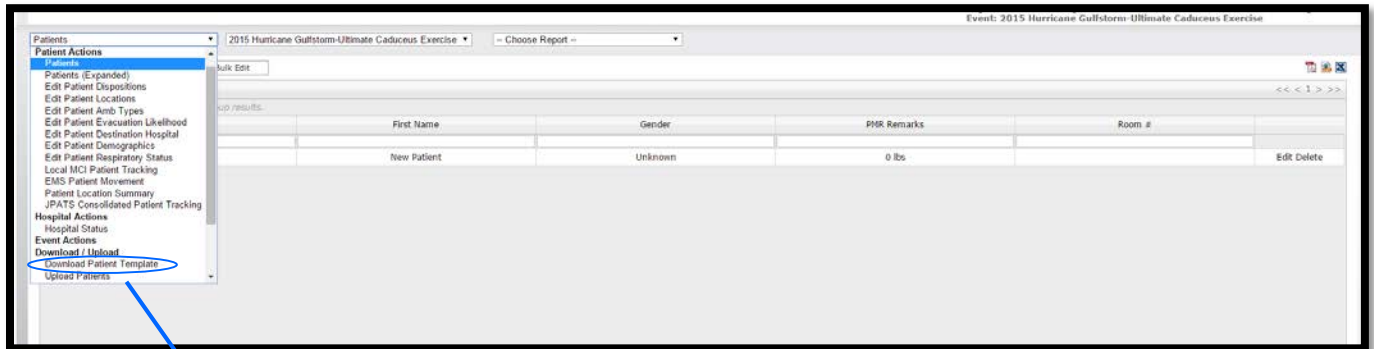 Event: 2015 Hurricane Gulfstorm-Ultimate Caduceus Exercise
Patients 2015 Hurricane Gulfstorm-Ultimate Caduceus Exercise -- Choose Report --
Patient Actions
Patients
Patients (Expanded)
Edit Patient Dispositions
Edit Patient Locations
Edit Patient Amb Types
Edit Patient Evacuation Likelihood
Edit Patient Destination Hospital
Edit Patient Demographics
Edit Patient Respiratory Status
Local MCI Patient Tracking
EMS Patient Movement
Patient Location Summary
JPATS Consolidated Patient Tracking
Hospital Actions
Hospital Status
Event Actions
Download / Upload
Download Patient Template
Upload Patients
Bulk Edit
<< < 1 > >>
results.
First Name Gender PMR Remarks Room #
New Patient Unknown 0 lbs Edit Delete